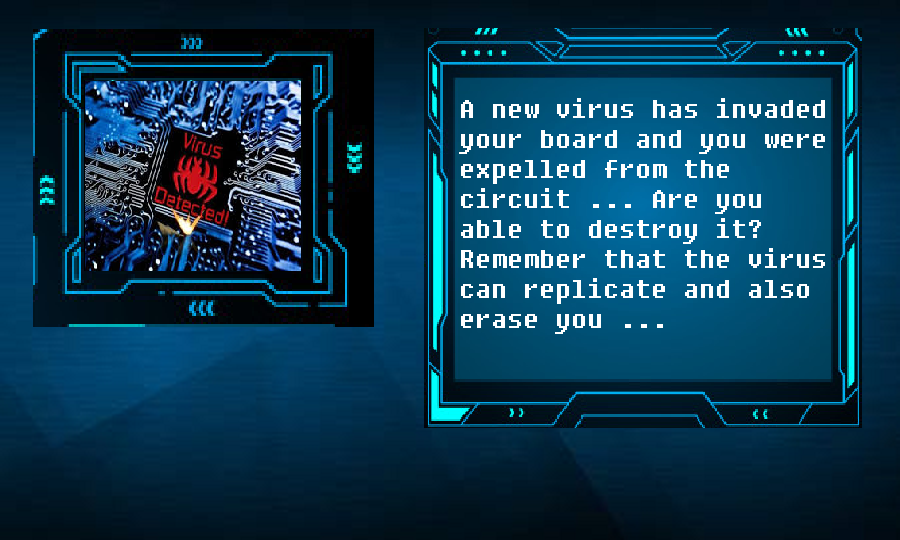 Virus
Detected!
A new virus has invaded
your board and you were
expelled from the
circuit ... Are you
able to destroy it?
Remember that the virus
can replicate and also
erase you ...